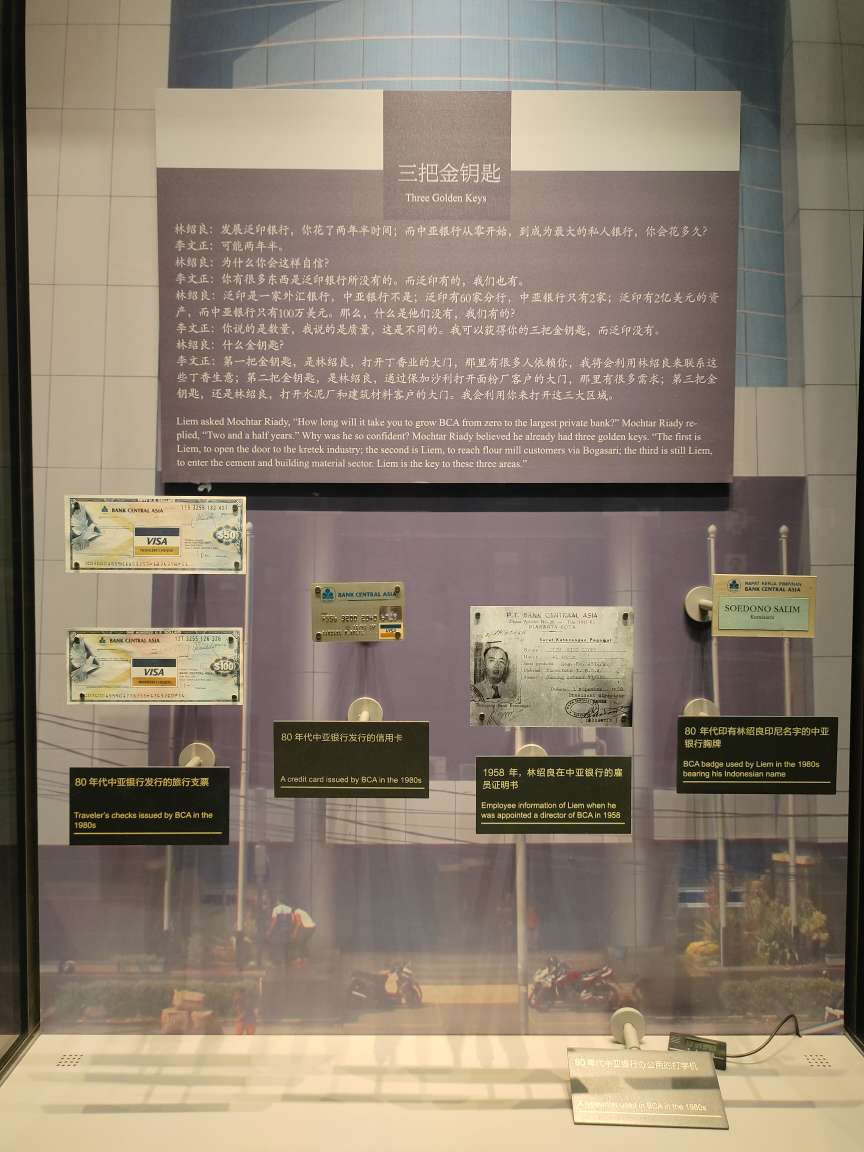 三把金钥匙
Three Golden Keys
林绍良：发展泛印银行，你花了两年半时间；而中亚银行从零开始，到成为最大的私人银行，你会花多久？
李文正：可能两年半。
林绍良：为什么你会这样自信？
李文正：你有很多东西是泛印银行所没有的。而泛印有的，我们也有。
林绍良：泛印是一家外汇银行，中亚银行不是；泛印有60家分行，中亚银行只有2家；泛印有2亿美元的资
产，而中亚银行只有100万美元。那么，什么是他们没有，我们有的？
李文正：你说的是数量，我说的是质量，这是不同的。我可以获得你的三把金钥匙，而泛印没有。
林绍良：什么金钥匙？
李文正：第一把金钥匙，是林绍良，打开丁香业的大门，那里有很多人依赖你，我将会利用林绍良来联系这
些丁香生意；第二把金钥匙，是林绍良，通过保加沙利打开面粉厂客户的大门，那里有很多需求；第三把金
钥匙，还是林绍良，打开水泥厂和建筑材料客户的大门。我会利用你来打开这三大区域。
Liem asked Mochtar Riady, “How long will it take you to grow BCA from zero to the largest private bank?” Mochtar Riady re-
plied, “Two and a half years.” Why was he so confident? Mochtar Riady believed he already had three golden keys. “The first is
Liem, to open the door to the kretek industry; the second is Liem, to reach flour mill customers via Bogasari; the third is still Liem,
to enter the cement and building material sector. Liem is the key to these three areas.”
BANK CENTRAL ASIA
VISA
$50
BANK CENTRAL ASIA
VISA
$100
80 年代中亚银行发行的旅行支票
Traveler's checks issued by BCA in the
1980s
BANK CENTRAL ASIA
VISA
80 年代中亚银行发行的信用卡
A credit card issued by BCA in the 1980s
P.T. BANK CENTRAAL ASIA
1958 年，林绍良在中亚银行的雇
员证明书
Employee information of Liem when he
was appointed a director of BCA in 1958
RAPAT KERJA PIMPINAN
BANK CENTRAL ASIA
SOEDONO SALIM
Komisaris
80 年代印有林绍良印尼名字的中亚
银行胸牌
BCA badge used by Liem in the 1980s
bearing his Indonesian name
80 年代中亚银行办公用的打字机
A typewriter used in BCA in the 1980s